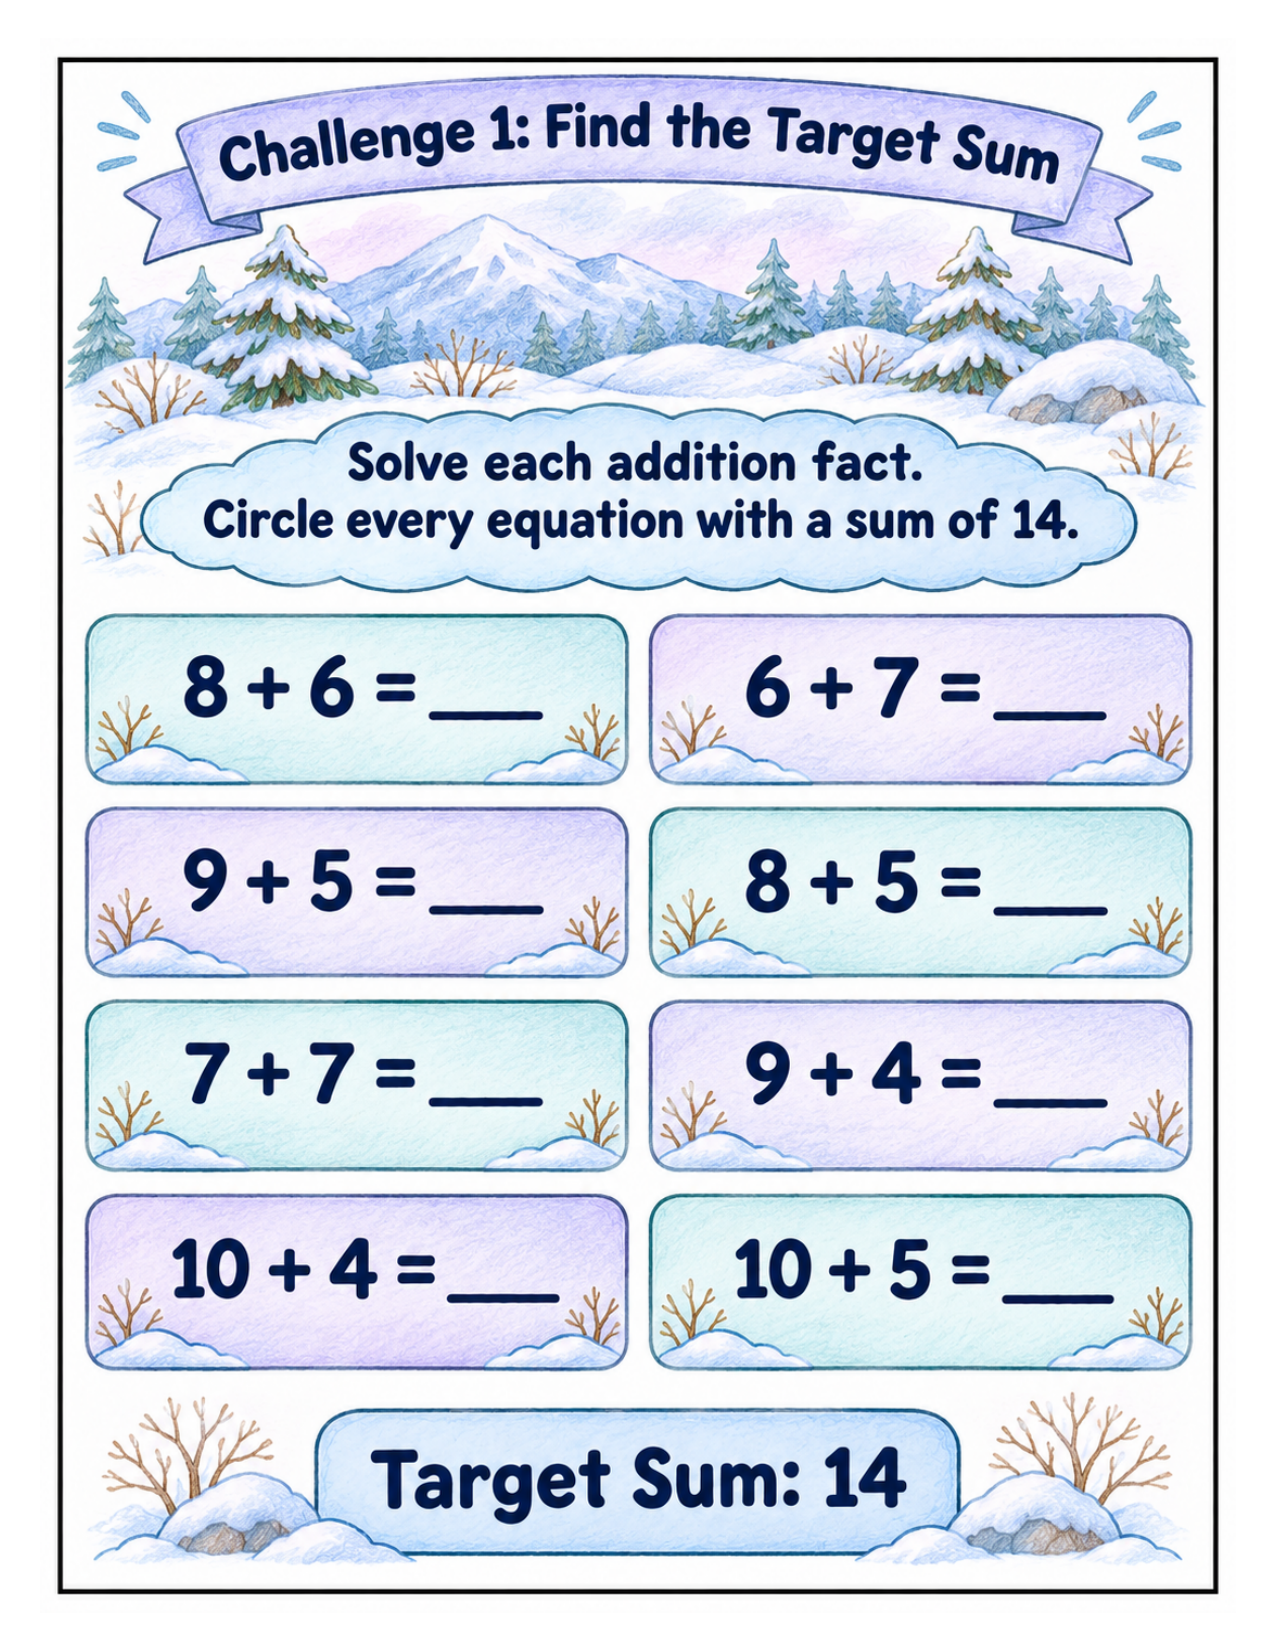 Challenge 1: Find the Target Sum
Solve each addition fact.
Circle every equation with a sum of 14.
8 + 6 = ___
6 + 7 = ___
9 + 5 = ___
8 + 5 = ___
7 + 7 = ___
9 + 4 = ___
10 + 4 = ___
10 + 5 = ___
Target Sum: 14